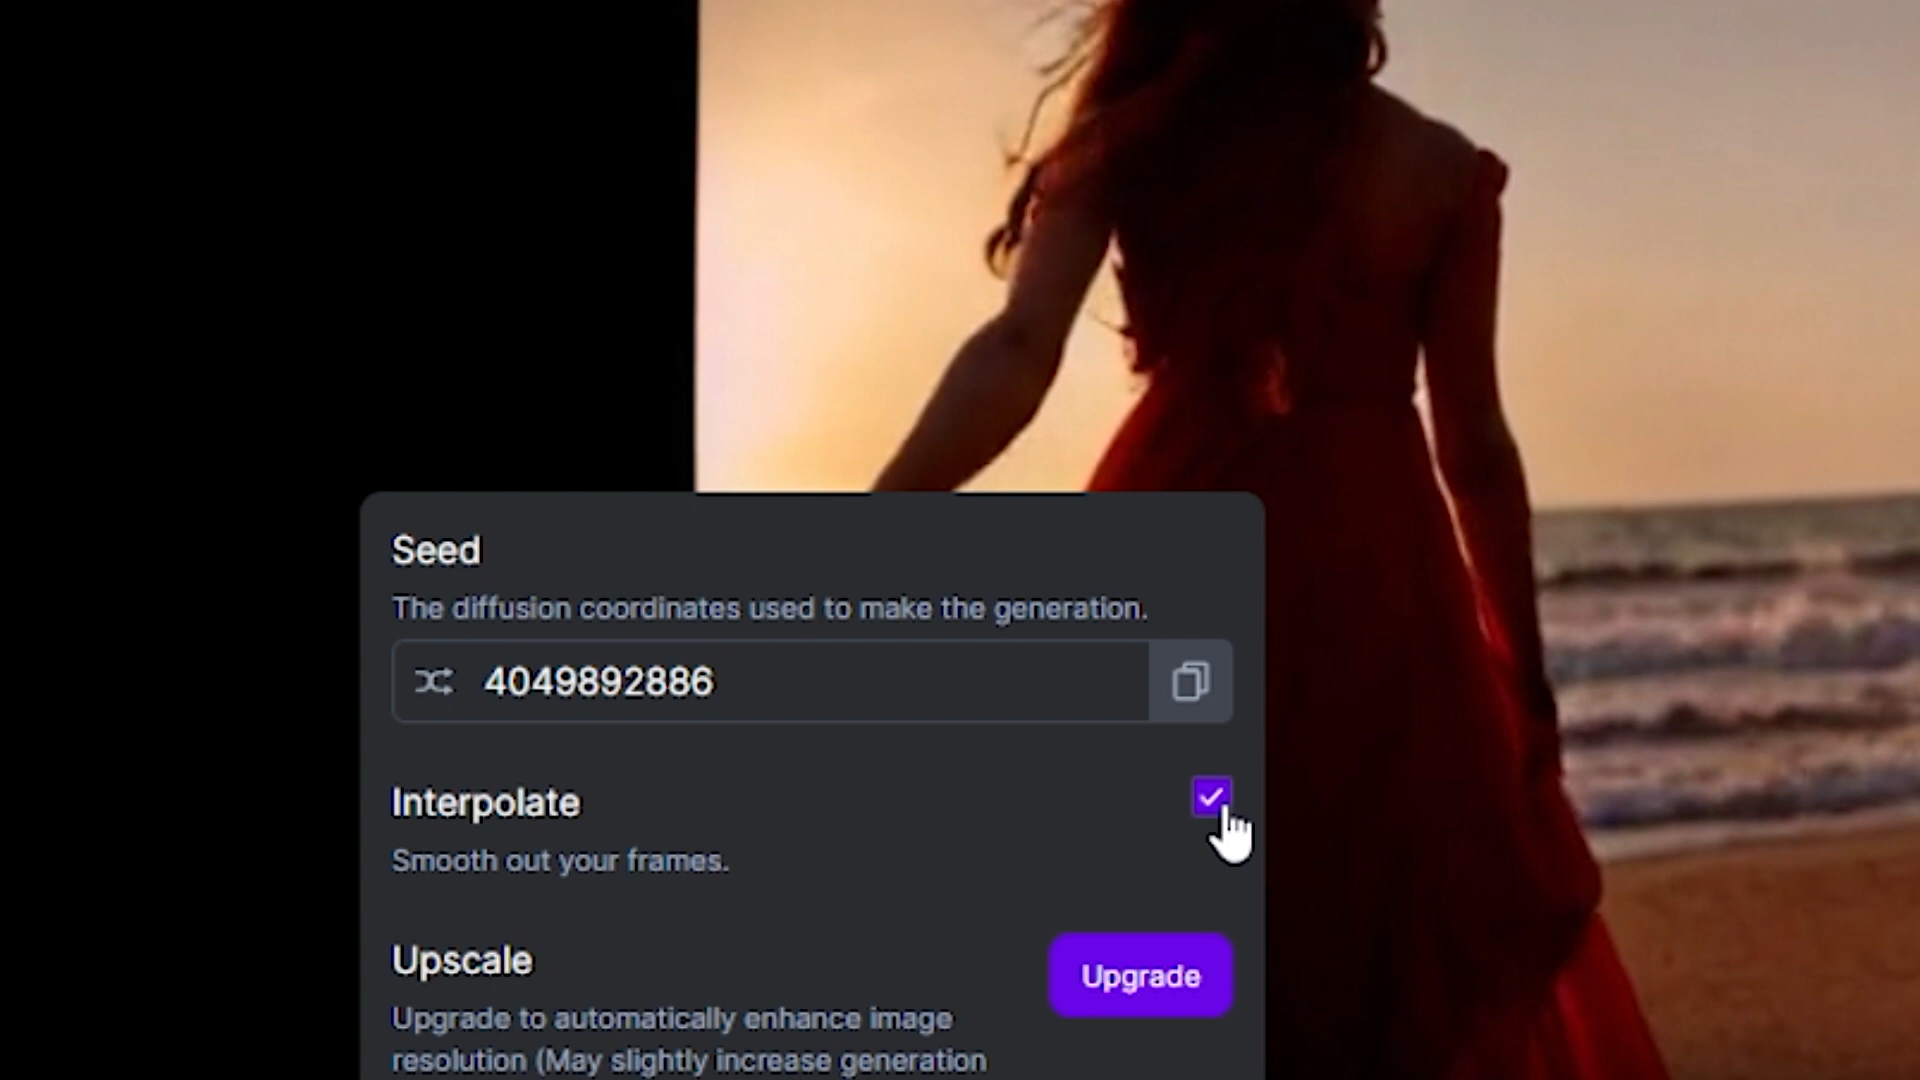 Seed
The diffusion coordinates used to make the generation.
4049892886
Interpolate
Smooth out your frames.
Upscale
Upgrade
Upgrade to automatically enhance image
resolution (May slightly increase generation